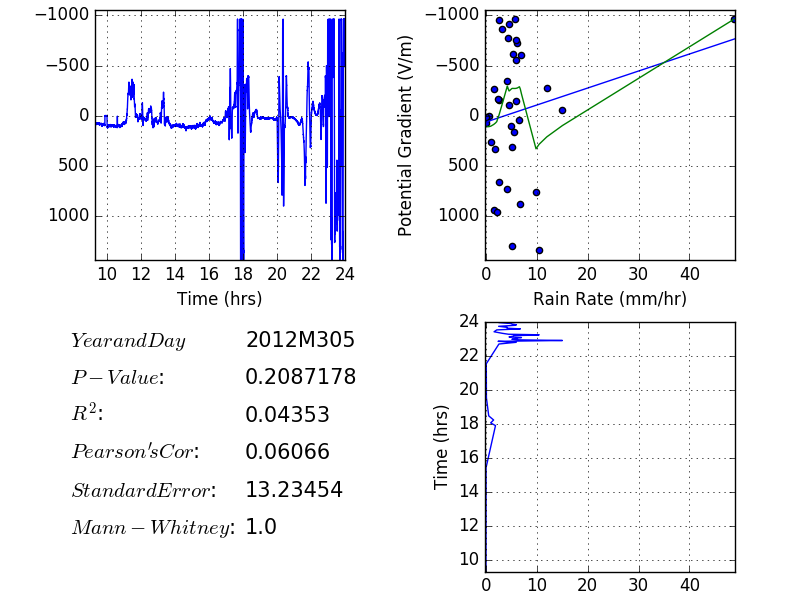 −1000
−500
0
500
1000
10 12 14 16 18 20 22 24
Time (hrs)
Potential Gradient (V/m)
−1000
−500
0
500
1000
0 10 20 30 40
Rain Rate (mm/hr)
YearandDay 2012M305
P−Value: 0.2087178
R²: 0.04353
Pearson'sCor: 0.06066
StandardError: 13.23454
Mann−Whitney: 1.0
Time (hrs)
24
22
20
18
16
14
12
10
0 10 20 30 40